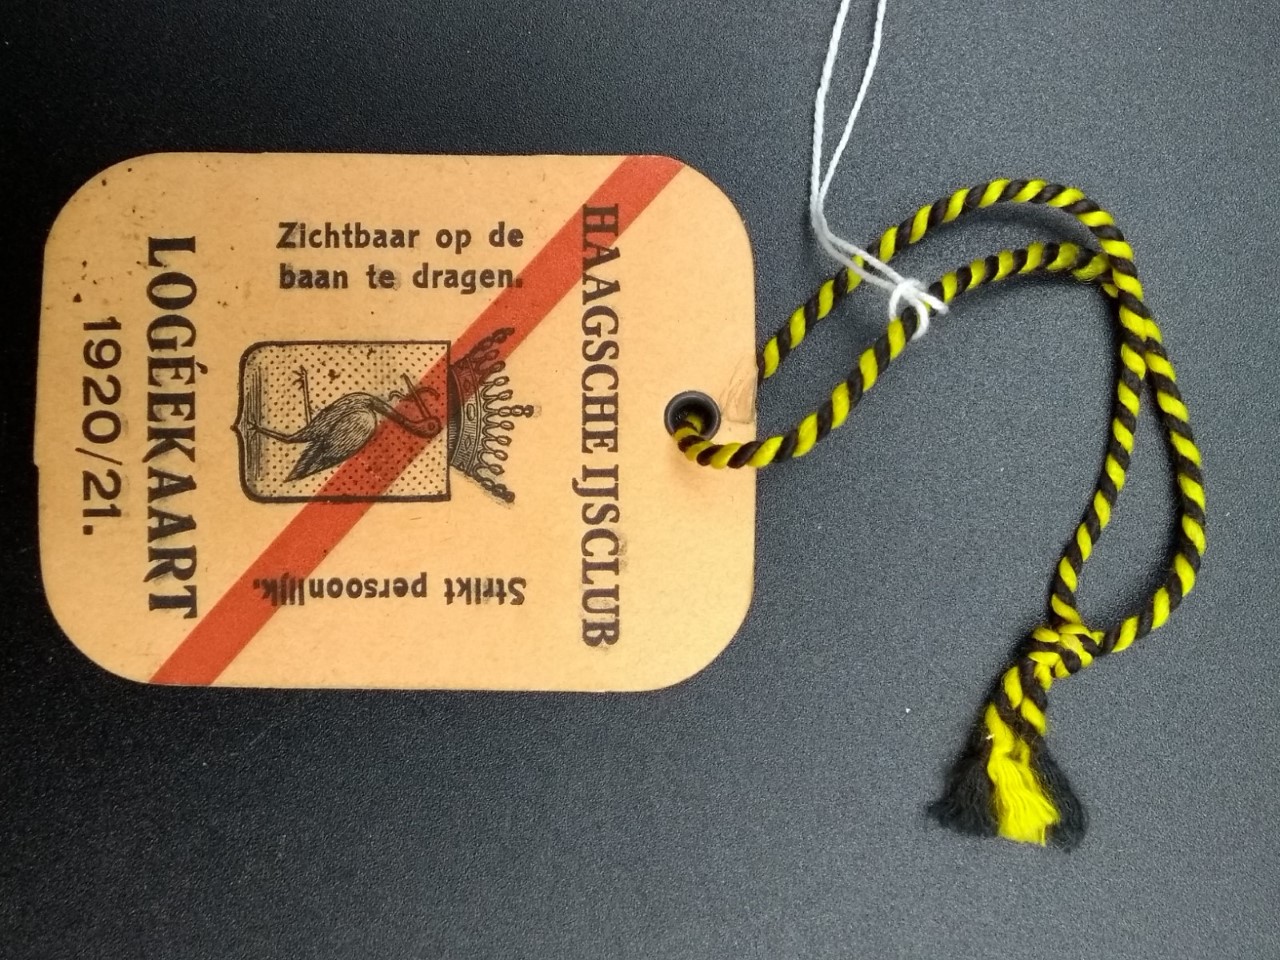 HAAGSCHE IJSCLUB
Zichtbaar op de
baan te dragen.
Strikt persoonlijk.
LOGÉEKAART
1920/21.